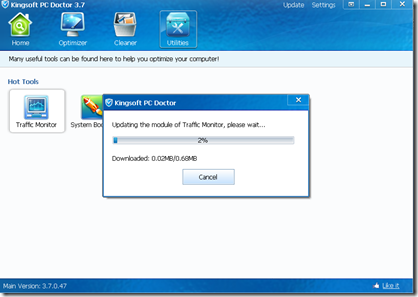 Kingsoft PC Doctor 3.7
Update Settings
Home Optimizer Cleaner Utilities
Many useful tools can be found here to help you optimize your computer!
Hot Tools
Traffic Monitor System Boo
Kingsoft PC Doctor
Updating the module of Traffic Monitor, please wait...
2%
Downloaded: 0.02MB/0.68MB
Cancel
Main Version: 3.7.0.47
Like it